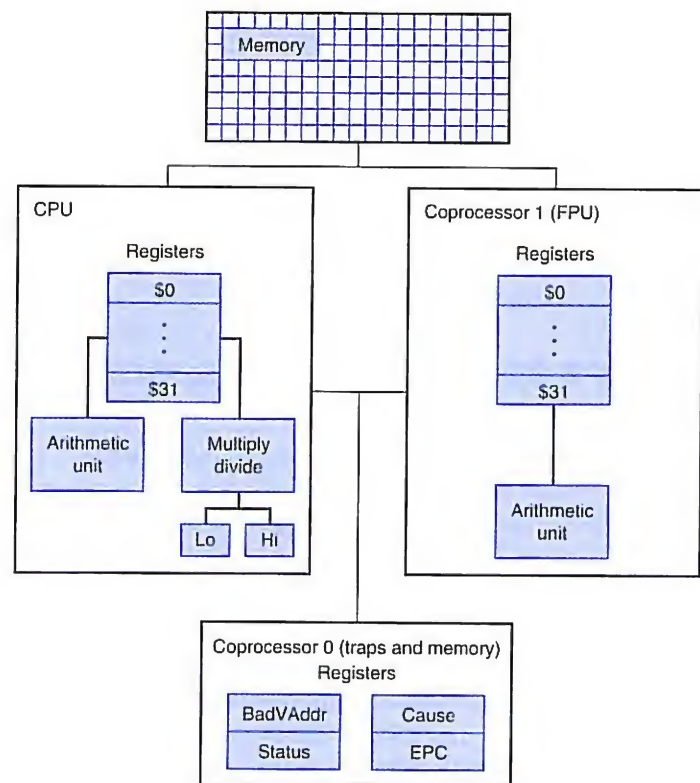 Memory
CPU
Registers
$0
$31
Arithmetic
unit
Multiply
divide
Lo
Hi
Coprocessor 1 (FPU)
Registers
$0
$31
Arithmetic
unit
Coprocessor 0 (traps and memory)
Registers
BadVAddr
Cause
Status
EPC